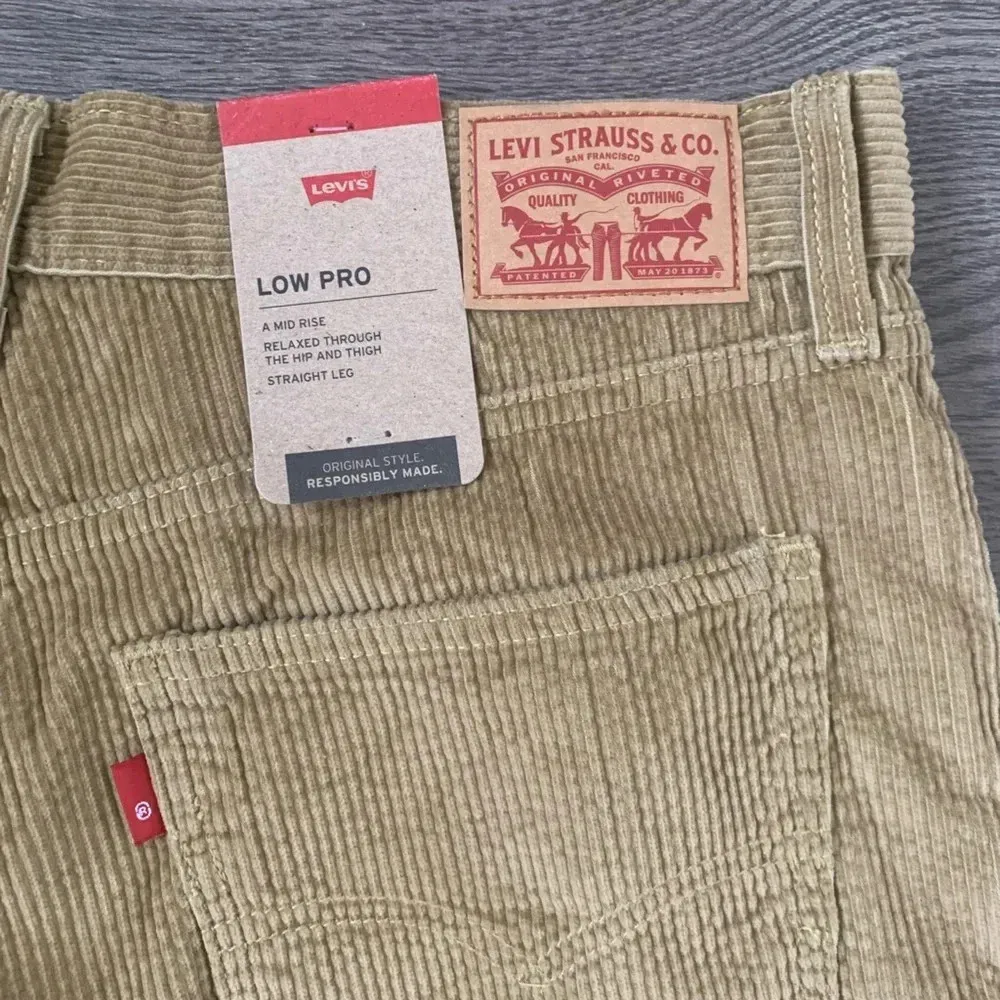 Levi's®
LOW PRO
A MID RISE
RELAXED THROUGH
THE HIP AND THIGH
STRAIGHT LEG
ORIGINAL STYLE.
RESPONSIBLY MADE.
LEVI STRAUSS & CO.
SAN FRANCISCO
CAL.
ORIGINAL RIVETED
QUALITY CLOTHING
PATENTED MAY 20 1873 ®
®